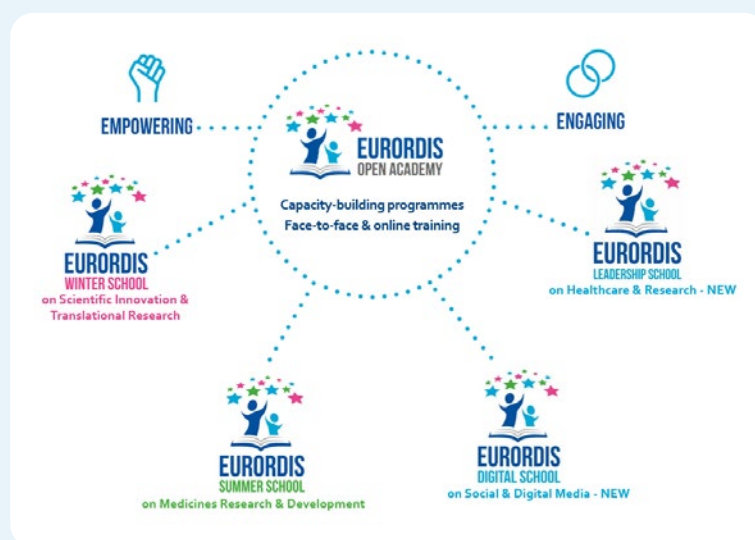 EMPOWERING
ENGAGING
EURORDIS
OPEN ACADEMY
Capacity-building programmes
Face-to-face & online training
EURORDIS
WINTER SCHOOL
on Scientific Innovation &
Translational Research
EURORDIS
LEADERSHIP SCHOOL
on Healthcare & Research - NEW
EURORDIS
SUMMER SCHOOL
on Medicines Research & Development
EURORDIS
DIGITAL SCHOOL
on Social & Digital Media - NEW